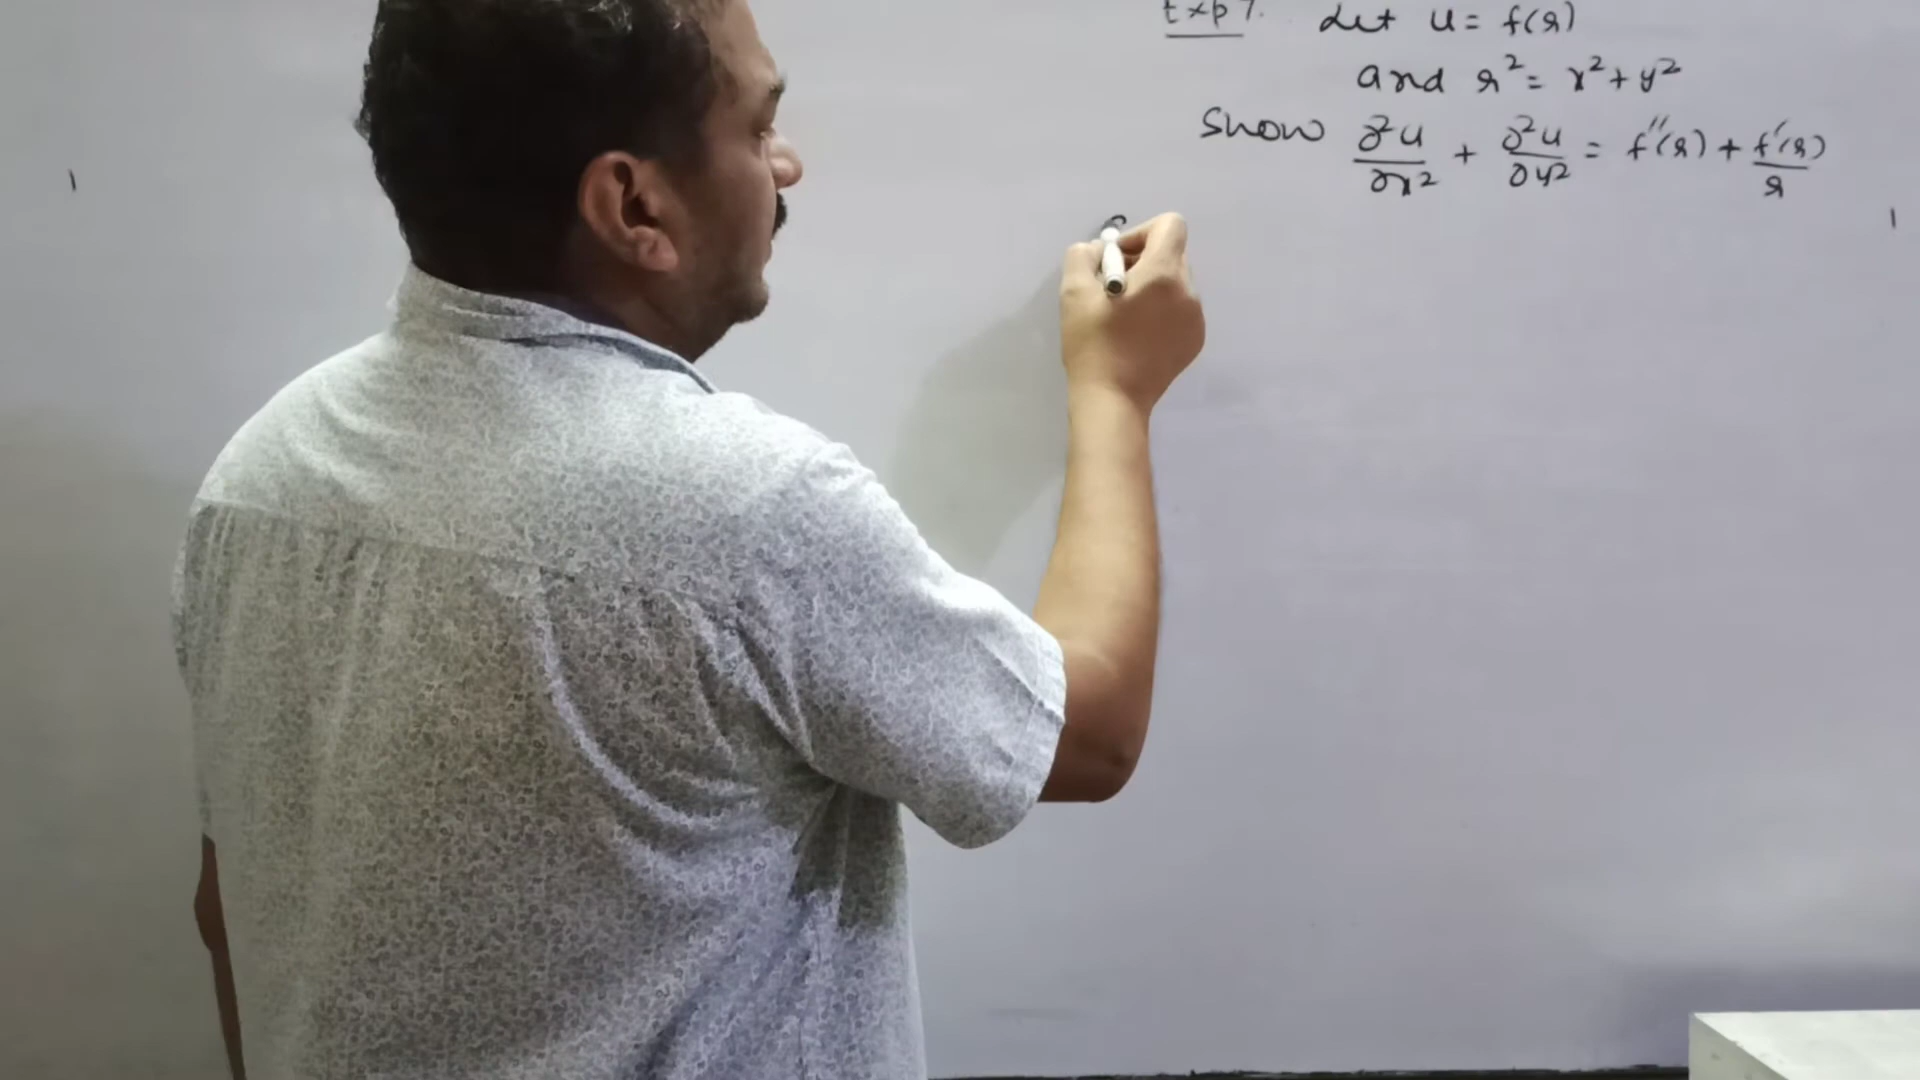 Exp 7. Let u = f(r)
and r² = x² + y²
Show ∂²u/∂x² + ∂²u/∂y² = f''(r) + f'(r)/r